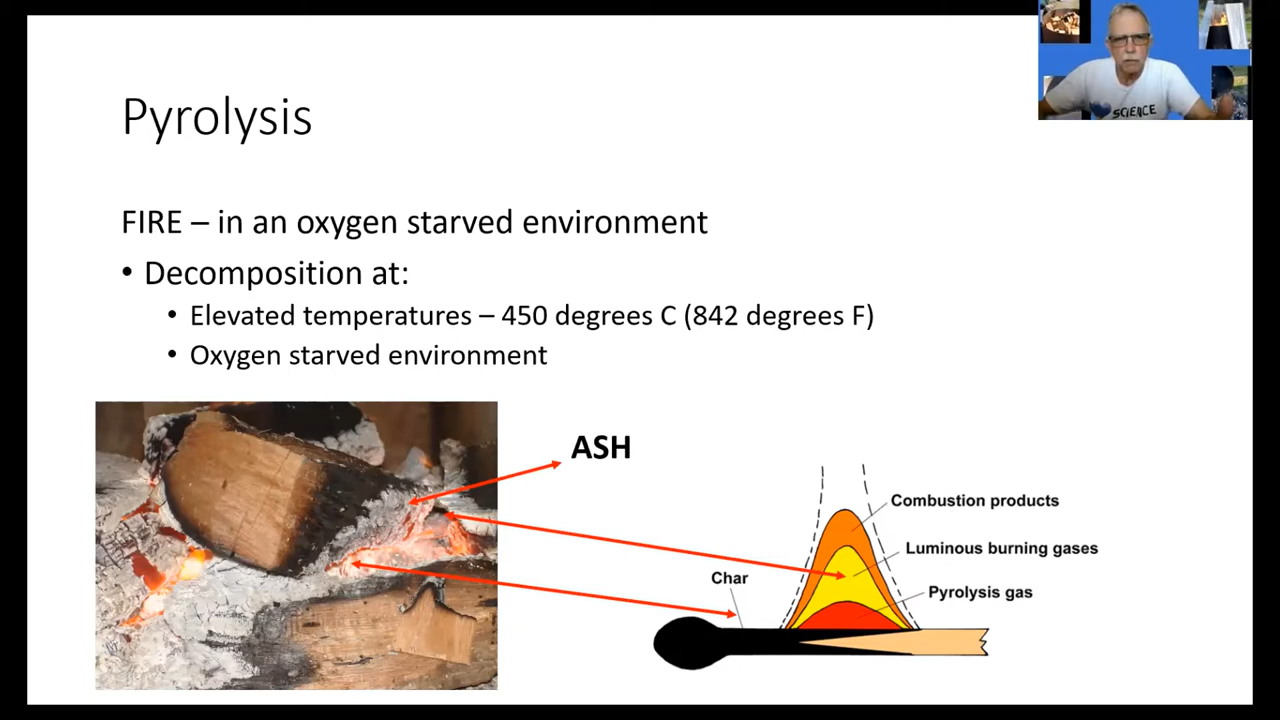 SCIENCE
Pyrolysis
FIRE – in an oxygen starved environment
• Decomposition at:
• Elevated temperatures – 450 degrees C (842 degrees F)
• Oxygen starved environment
ASH
Combustion products
Luminous burning gases
Char
Pyrolysis gas